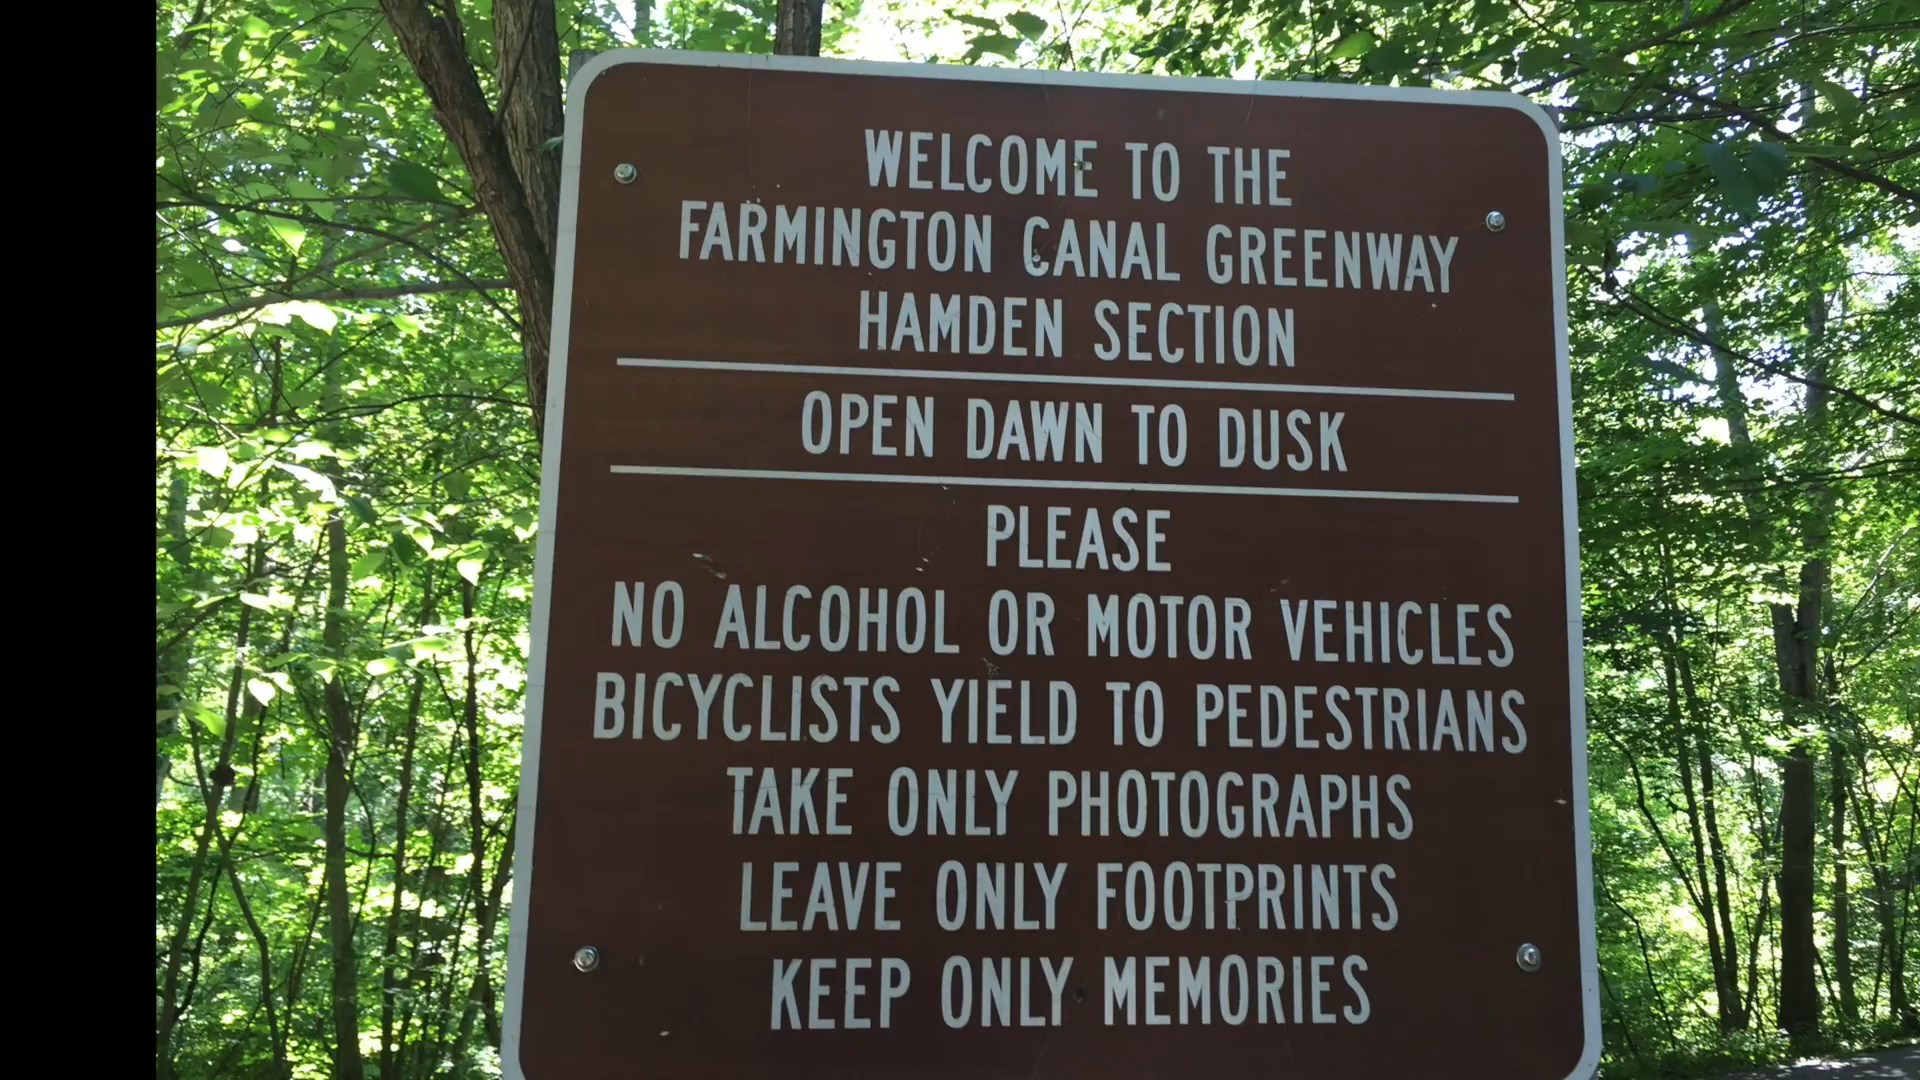 WELCOME TO THE
FARMINGTON CANAL GREENWAY
HAMDEN SECTION
OPEN DAWN TO DUSK
PLEASE
NO ALCOHOL OR MOTOR VEHICLES
BICYCLISTS YIELD TO PEDESTRIANS
TAKE ONLY PHOTOGRAPHS
LEAVE ONLY FOOTPRINTS
KEEP ONLY MEMORIES